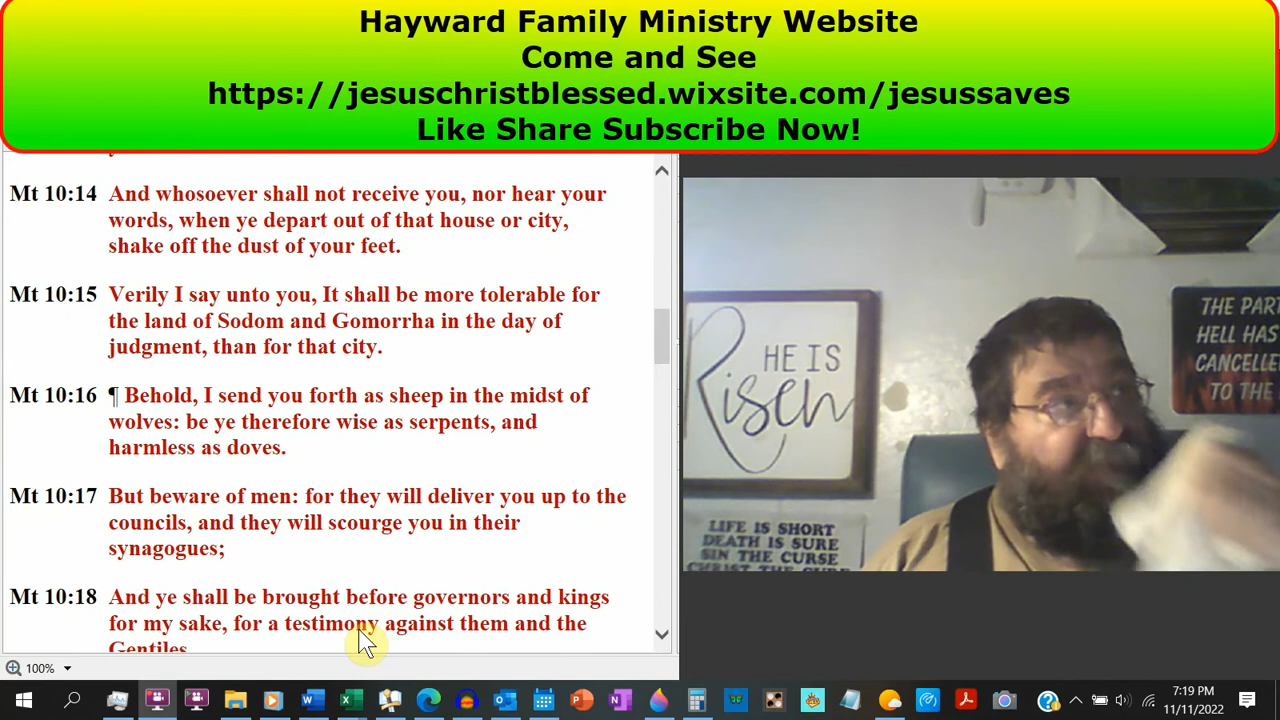 Hayward Family Ministry Website
Come and See
https://jesuschristblessed.wixsite.com/jesussaves
Like Share Subscribe Now!
Mt 10:14 And whosoever shall not receive you, nor hear your
words, when ye depart out of that house or city,
shake off the dust of your feet.
Mt 10:15 Verily I say unto you, It shall be more tolerable for
the land of Sodom and Gomorrha in the day of
judgment, than for that city.
Mt 10:16 ¶ Behold, I send you forth as sheep in the midst of
wolves: be ye therefore wise as serpents, and
harmless as doves.
Mt 10:17 But beware of men: for they will deliver you up to the
councils, and they will scourge you in their
synagogues;
Mt 10:18 And ye shall be brought before governors and kings
for my sake, for a testimony against them and the
Gentiles.
HE IS
Risen
THE PAR
HELL HAS
CANCELLE
TO THE
LIFE IS SHORT
DEATH IS SURE
SIN THE CURSE
CHRIST THE CURE
100%
7:19 PM
11/11/2022